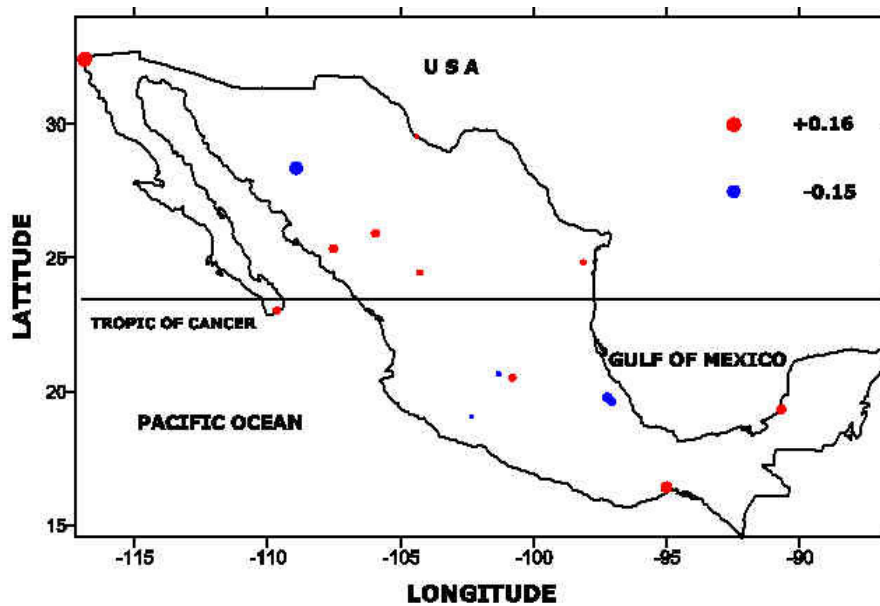 U S A
30
+0.16
-0.15
25
LATITUDE
TROPIC OF CANCER
GULF OF MEXICO
20
PACIFIC OCEAN
15
-115 -110 -105 -100 -95 -90
LONGITUDE